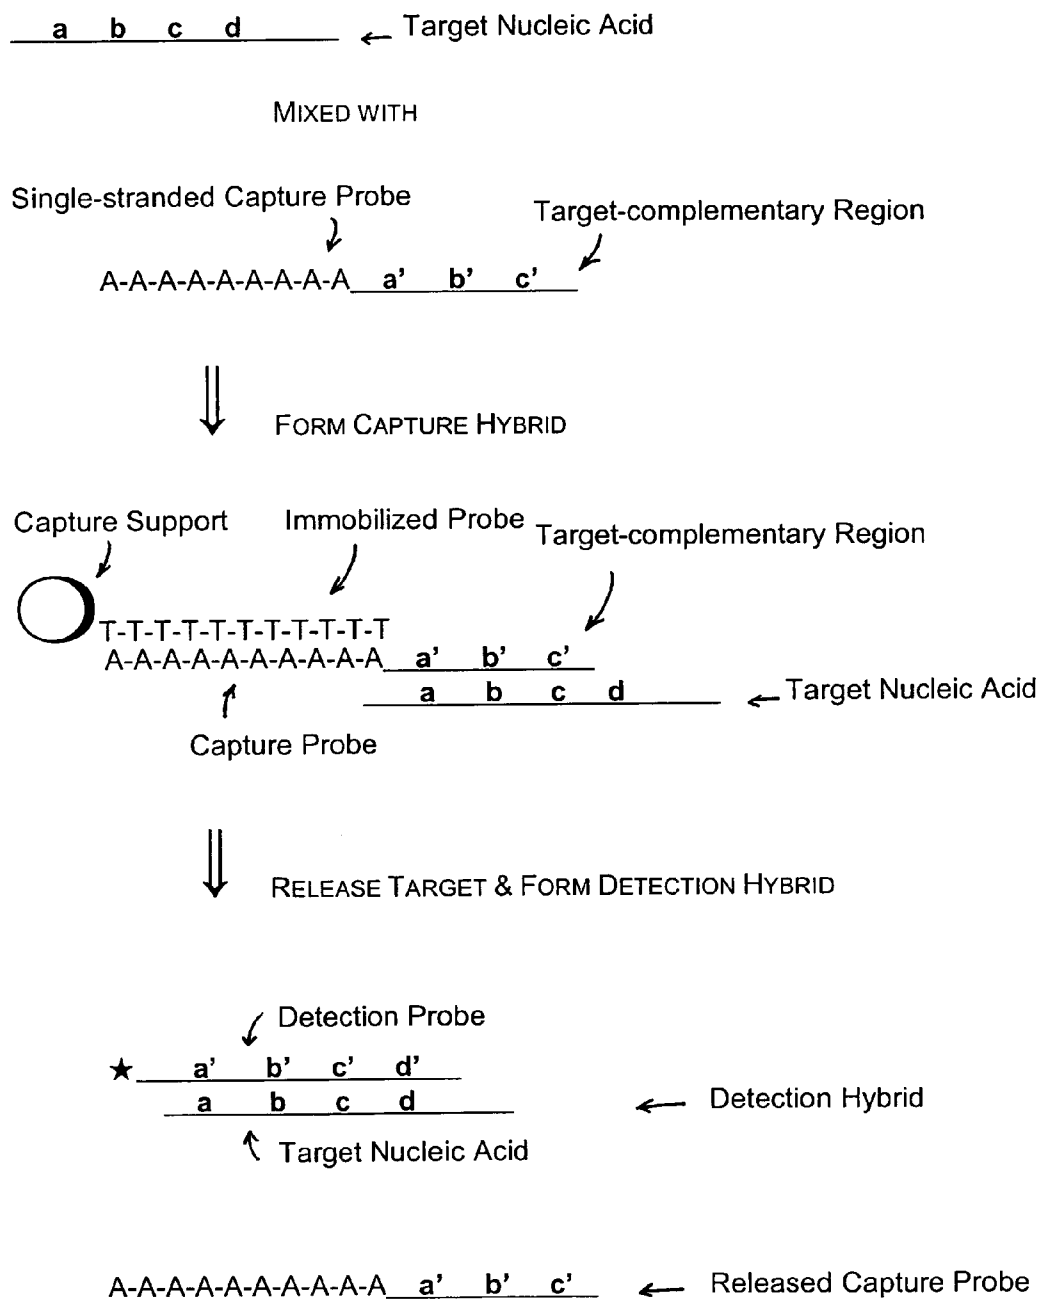 a b c d
Target Nucleic Acid
MIXED WITH
Single-stranded Capture Probe
Target-complementary Region
A-A-A-A-A-A-A-A-A a' b' c'
FORM CAPTURE HYBRID
Capture Support
Immobilized Probe
Target-complementary Region
T-T-T-T-T-T-T-T-T-T-T
A-A-A-A-A-A-A-A-A-A a' b' c'
a b c d
Target Nucleic Acid
Capture Probe
RELEASE TARGET & FORM DETECTION HYBRID
Detection Probe
★ a' b' c' d'
a b c d
Detection Hybrid
Target Nucleic Acid
A-A-A-A-A-A-A-A-A-A a' b' c'
Released Capture Probe